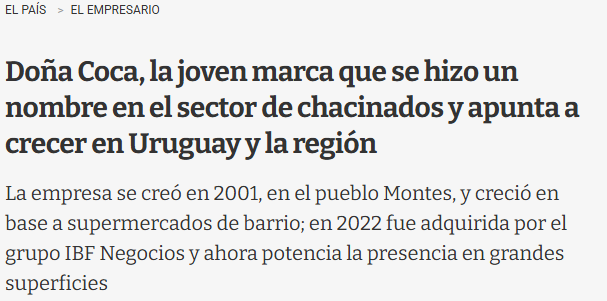 EL PAÍS > EL EMPRESARIO
Doña Coca, la joven marca que se hizo un
nombre en el sector de chacinados y apunta a
crecer en Uruguay y la región
La empresa se creó en 2001, en el pueblo Montes, y creció en
base a supermercados de barrio; en 2022 fue adquirida por el
grupo IBF Negocios y ahora potencia la presencia en grandes
superficies